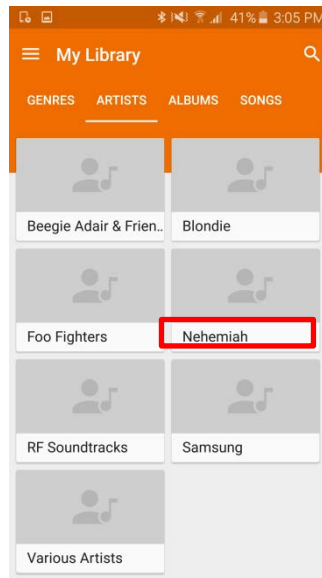 41% 3:05 PM
My Library
GENRES ARTISTS ALBUMS SONGS
Beegie Adair & Frien.. Blondie
Foo Fighters Nehemiah
RF Soundtracks Samsung
Various Artists